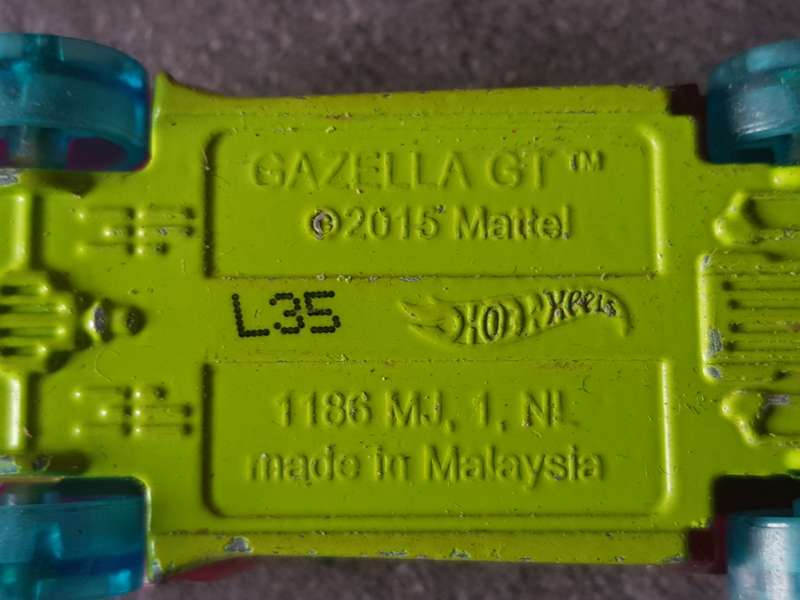 GAZELLA GT ™
©2015 Mattel
L35
HOT WHEELS
1186 MJ, 1, NL
made in Malaysia